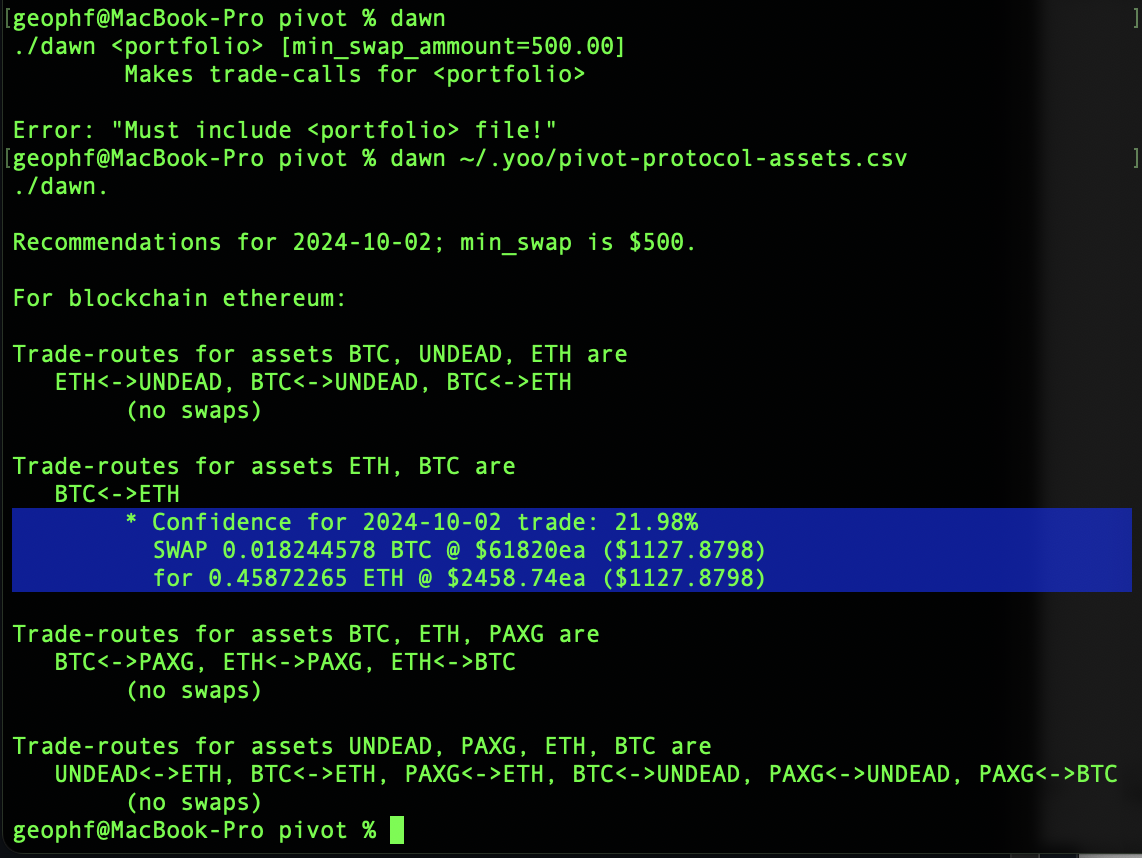 [geophf@MacBook-Pro pivot % dawn ]
./dawn <portfolio> [min_swap_ammount=500.00]
Makes trade-calls for <portfolio>
Error: "Must include <portfolio> file!"
[geophf@MacBook-Pro pivot % dawn ~/.yoo/pivot-protocol-assets.csv ]
./dawn.
Recommendations for 2024-10-02; min_swap is $500.
For blockchain ethereum:
Trade-routes for assets BTC, UNDEAD, ETH are
ETH<->UNDEAD, BTC<->UNDEAD, BTC<->ETH
(no swaps)
Trade-routes for assets ETH, BTC are
BTC<->ETH
* Confidence for 2024-10-02 trade: 21.98%
SWAP 0.018244578 BTC @ $61820ea ($1127.8798)
for 0.45872265 ETH @ $2458.74ea ($1127.8798)
Trade-routes for assets BTC, ETH, PAXG are
BTC<->PAXG, ETH<->PAXG, ETH<->BTC
(no swaps)
Trade-routes for assets UNDEAD, PAXG, ETH, BTC are
UNDEAD<->ETH, BTC<->ETH, PAXG<->ETH, BTC<->UNDEAD, PAXG<->UNDEAD, PAXG<->BTC
(no swaps)
geophf@MacBook-Pro pivot %